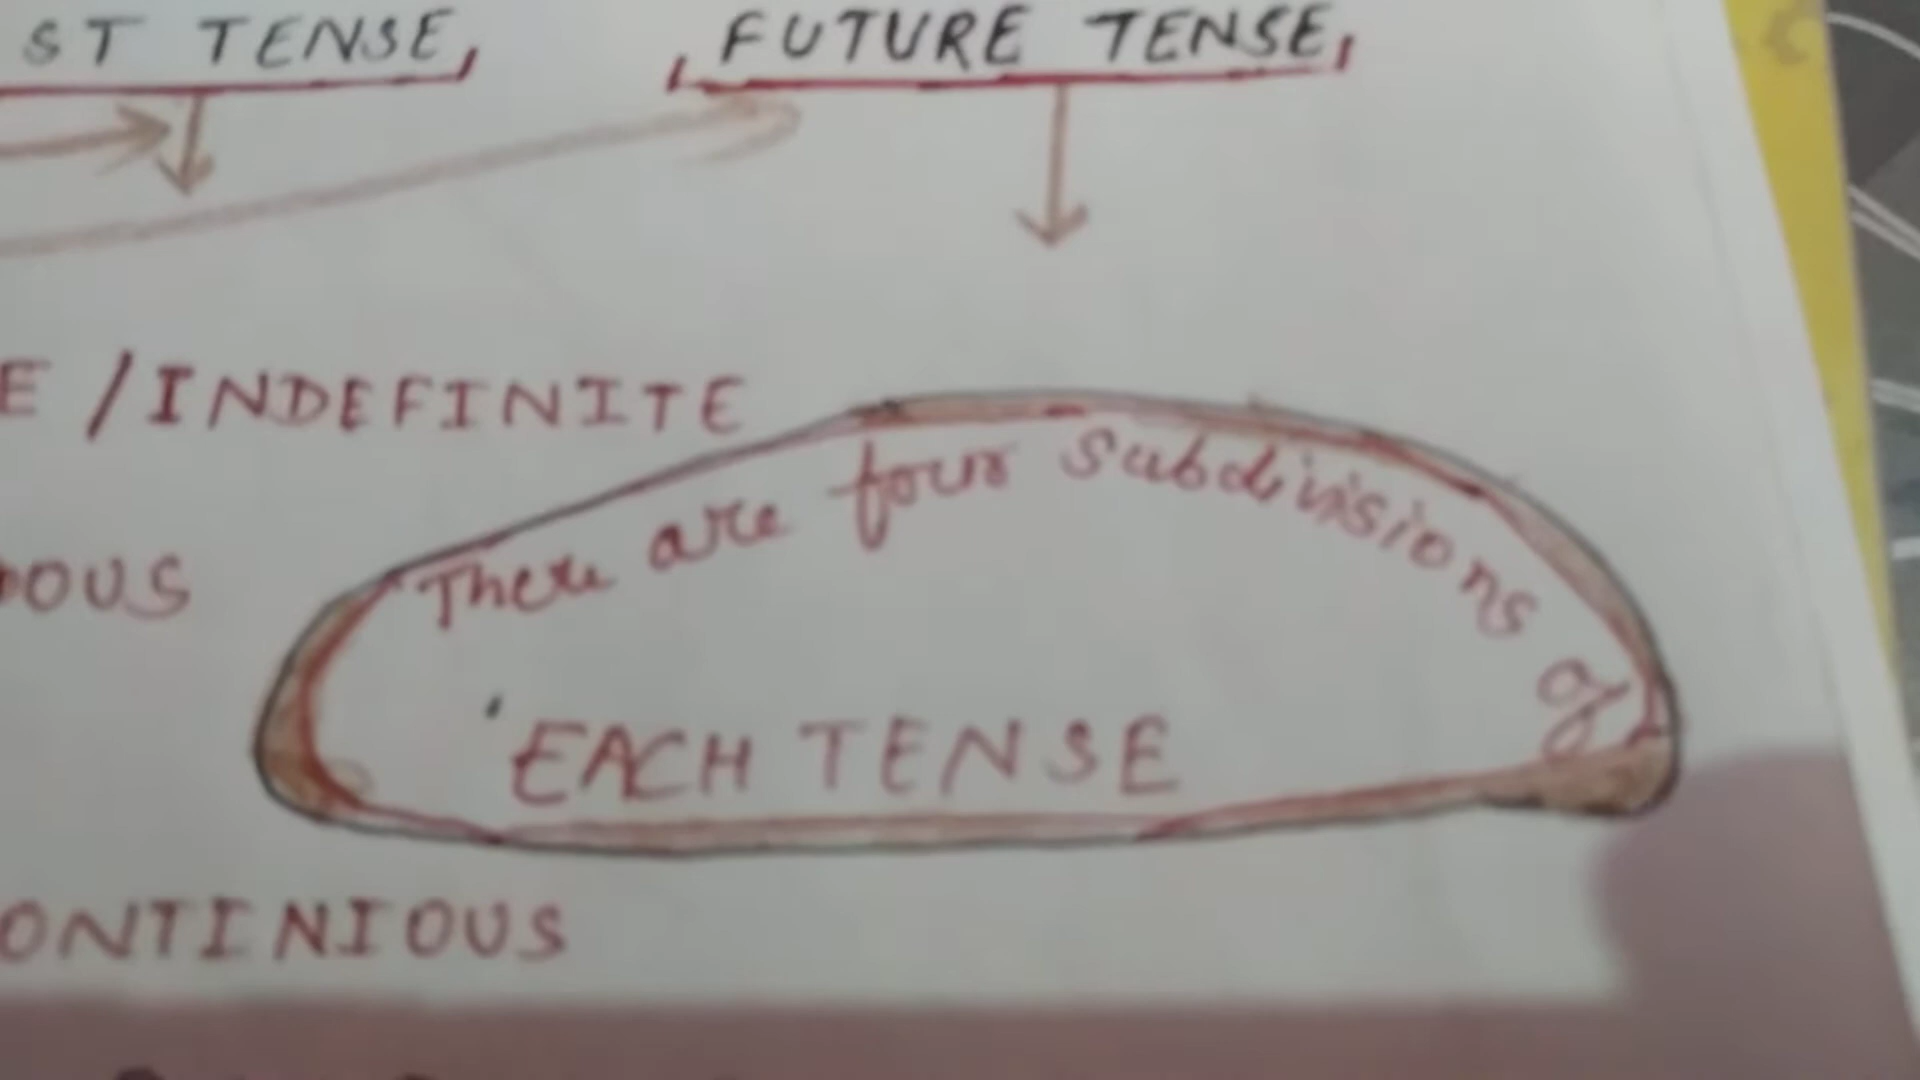 ST TENSE
FUTURE TENSE
E / INDEFINITE
OUS
There are four Subdivisions of
EACH TENSE
ONTINIOUS